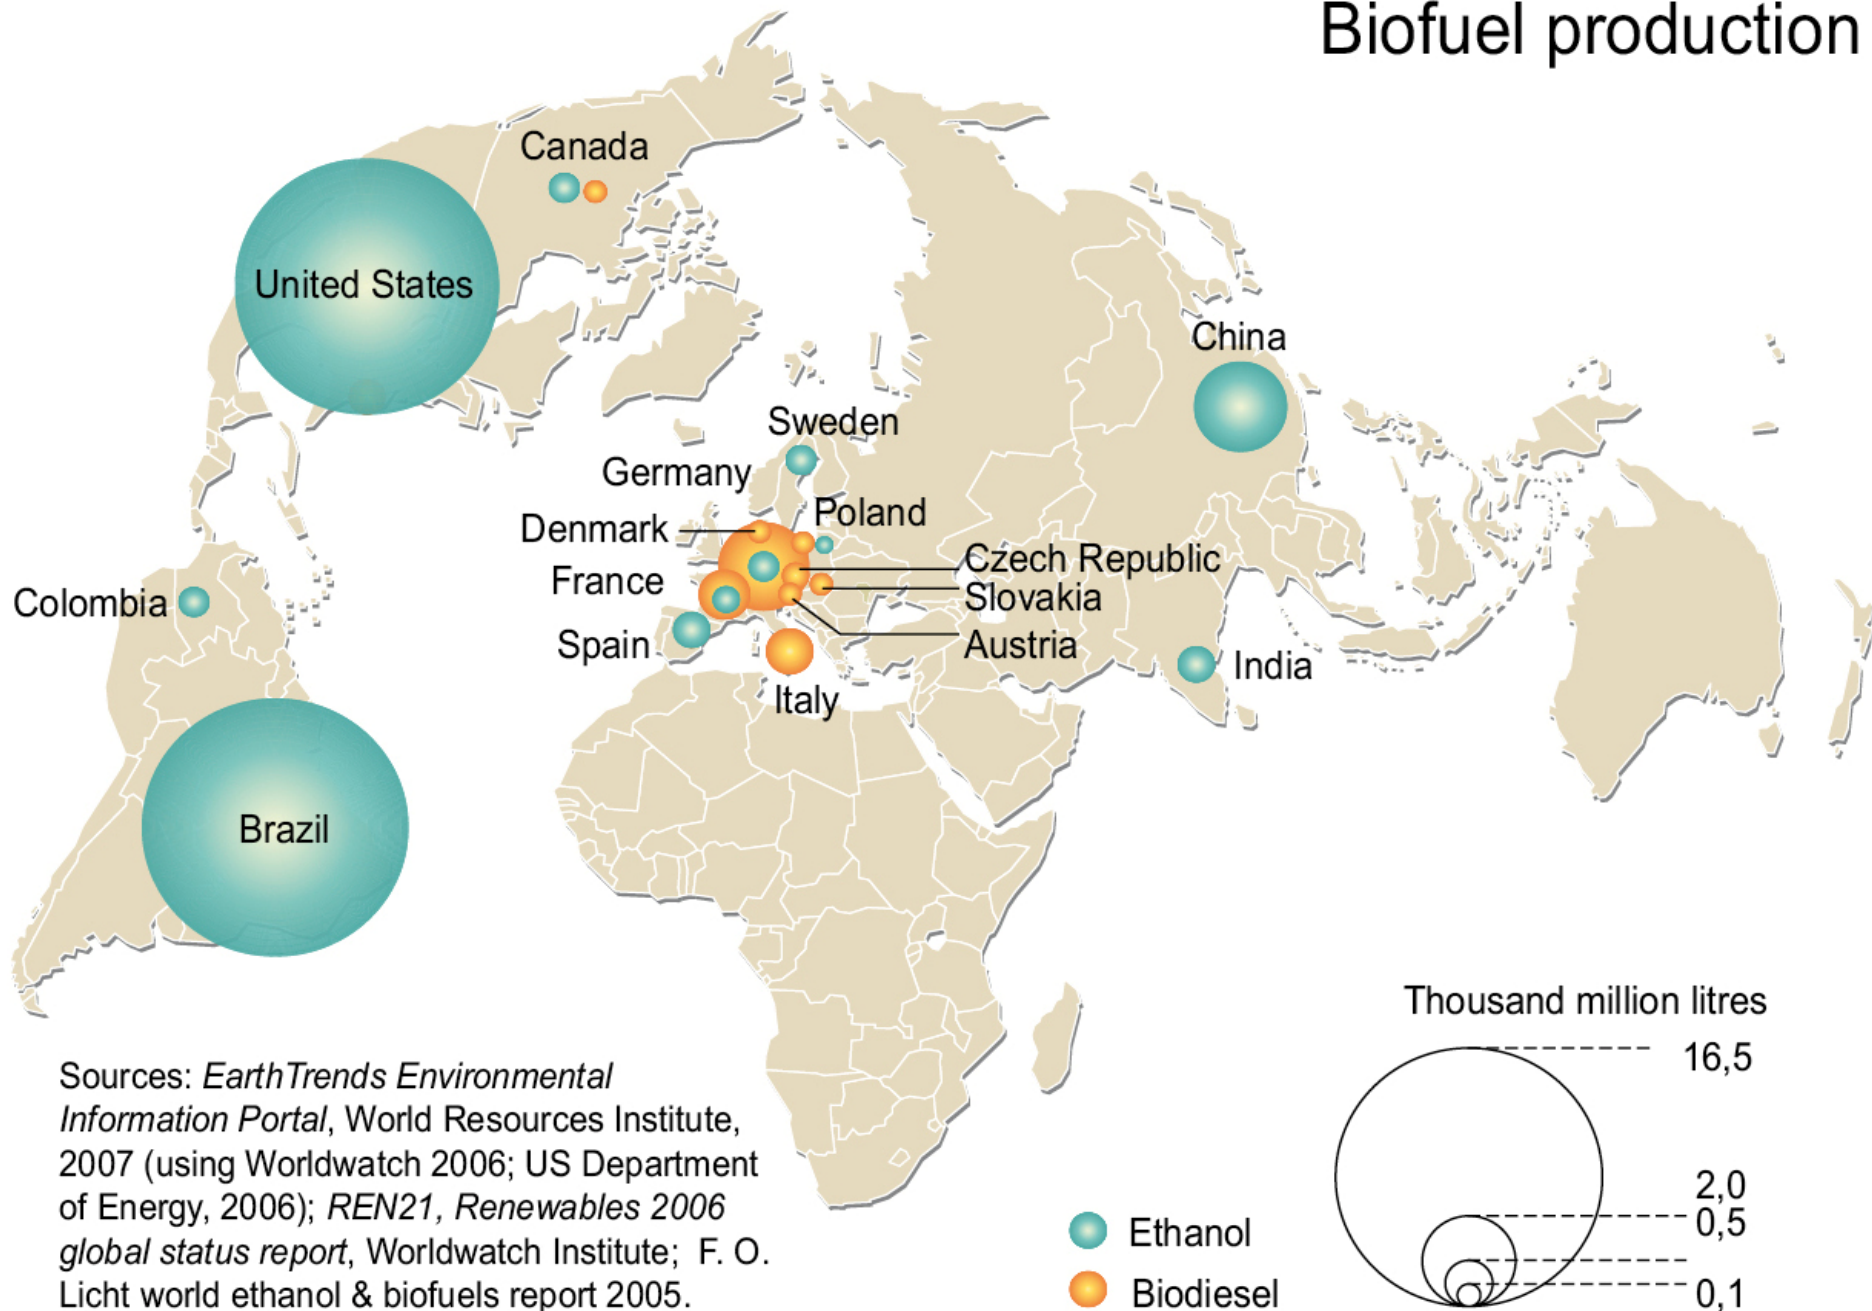 Biofuel production
Canada
United States
China
Sweden
Germany
Poland
Denmark
Czech Republic
France
Slovakia
Colombia
Spain
Austria
India
Italy
Brazil
Thousand million litres
16,5
2,0
0,5
0,1
Sources: EarthTrends Environmental
Information Portal, World Resources Institute,
2007 (using Worldwatch 2006; US Department
of Energy, 2006); REN21, Renewables 2006
global status report, Worldwatch Institute; F. O.
Licht world ethanol & biofuels report 2005.
Ethanol
Biodiesel